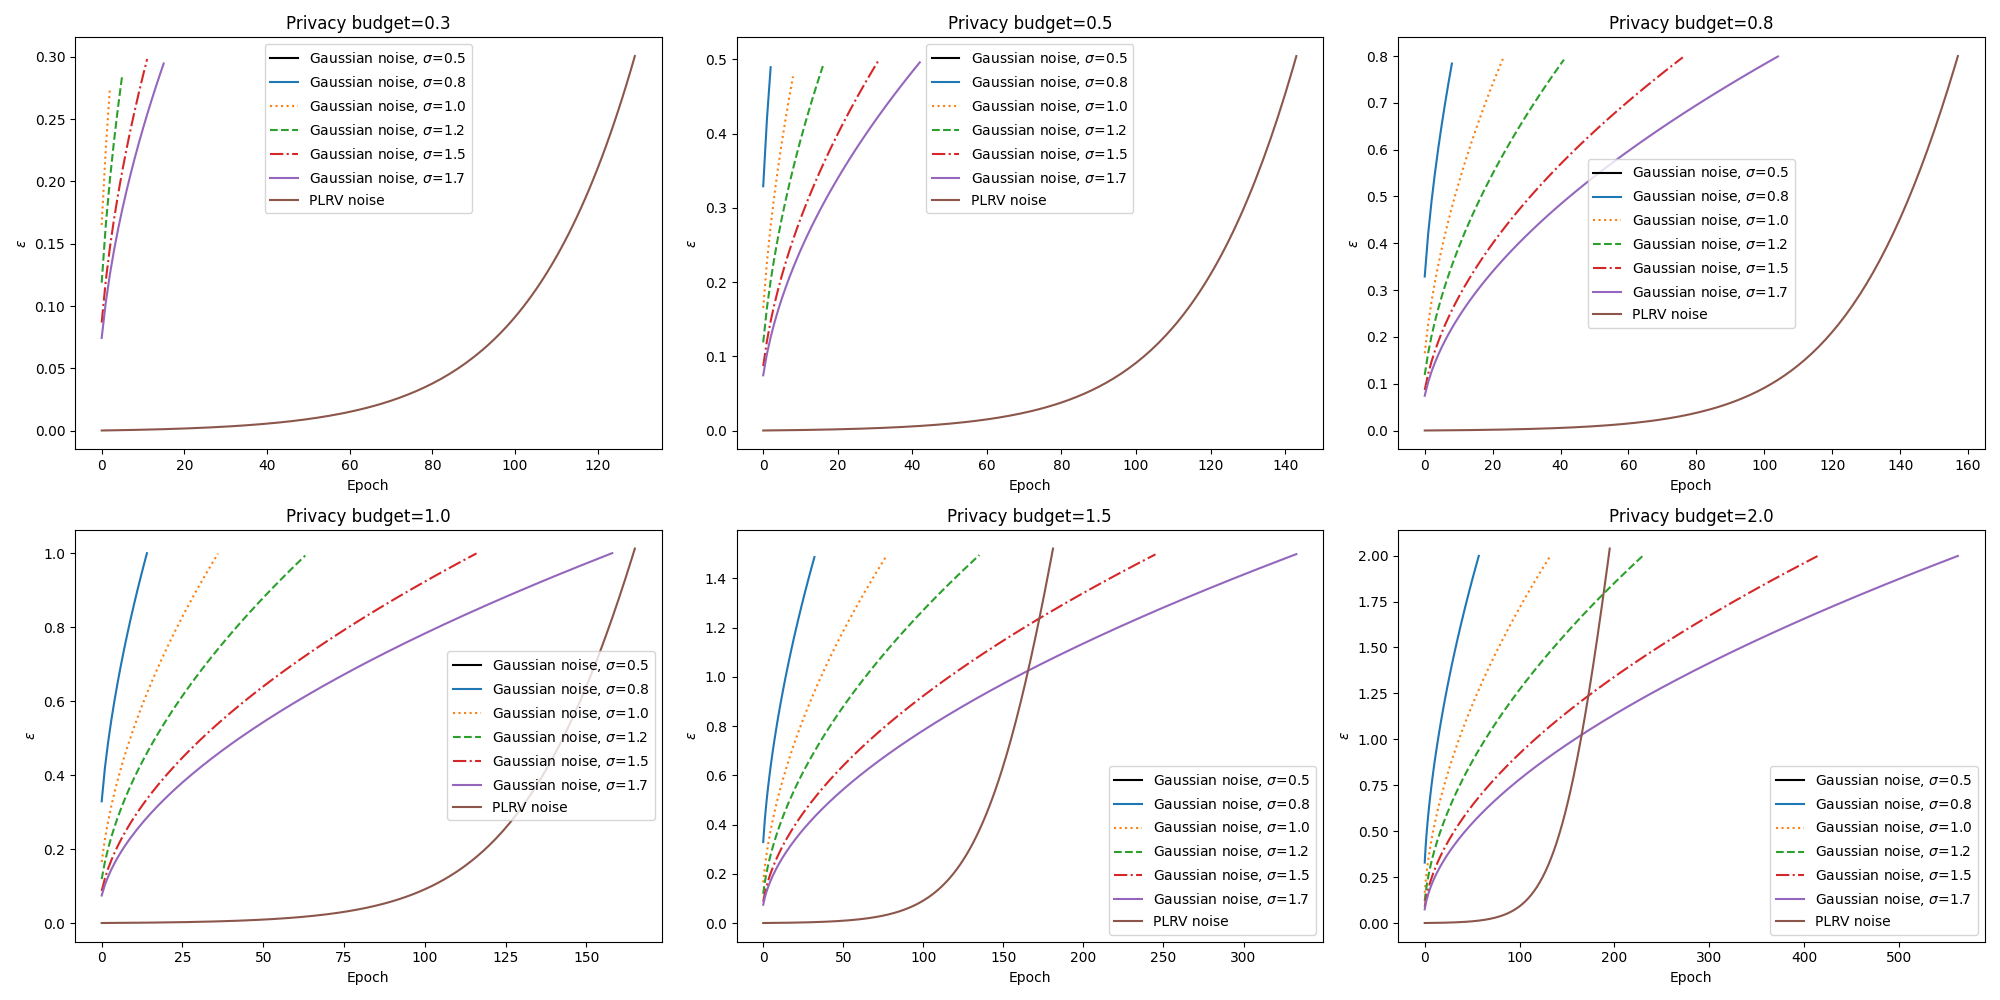 Privacy budget=0.3
0.30
0.25
0.20
0.15
0.10
0.05
0.00
ε
Gaussian noise, σ=0.5
Gaussian noise, σ=0.8
Gaussian noise, σ=1.0
Gaussian noise, σ=1.2
Gaussian noise, σ=1.5
Gaussian noise, σ=1.7
PLRV noise
0 20 40 60 80 100 120
Epoch
Privacy budget=0.5
0.5
0.4
0.3
0.2
0.1
0.0
ε
Gaussian noise, σ=0.5
Gaussian noise, σ=0.8
Gaussian noise, σ=1.0
Gaussian noise, σ=1.2
Gaussian noise, σ=1.5
Gaussian noise, σ=1.7
PLRV noise
0 20 40 60 80 100 120 140
Epoch
Privacy budget=0.8
0.8
0.7
0.6
0.5
0.4
0.3
0.2
0.1
0.0
ε
Gaussian noise, σ=0.5
Gaussian noise, σ=0.8
Gaussian noise, σ=1.0
Gaussian noise, σ=1.2
Gaussian noise, σ=1.5
Gaussian noise, σ=1.7
PLRV noise
0 20 40 60 80 100 120 140 160
Epoch
Privacy budget=1.0
1.0
0.8
0.6
0.4
0.2
0.0
ε
Gaussian noise, σ=0.5
Gaussian noise, σ=0.8
Gaussian noise, σ=1.0
Gaussian noise, σ=1.2
Gaussian noise, σ=1.5
Gaussian noise, σ=1.7
PLRV noise
0 25 50 75 100 125 150
Epoch
Privacy budget=1.5
1.4
1.2
1.0
0.8
0.6
0.4
0.2
0.0
ε
Gaussian noise, σ=0.5
Gaussian noise, σ=0.8
Gaussian noise, σ=1.0
Gaussian noise, σ=1.2
Gaussian noise, σ=1.5
Gaussian noise, σ=1.7
PLRV noise
0 50 100 150 200 250 300
Epoch
Privacy budget=2.0
2.00
1.75
1.50
1.25
1.00
0.75
0.50
0.25
0.00
ε
Gaussian noise, σ=0.5
Gaussian noise, σ=0.8
Gaussian noise, σ=1.0
Gaussian noise, σ=1.2
Gaussian noise, σ=1.5
Gaussian noise, σ=1.7
PLRV noise
0 100 200 300 400 500
Epoch